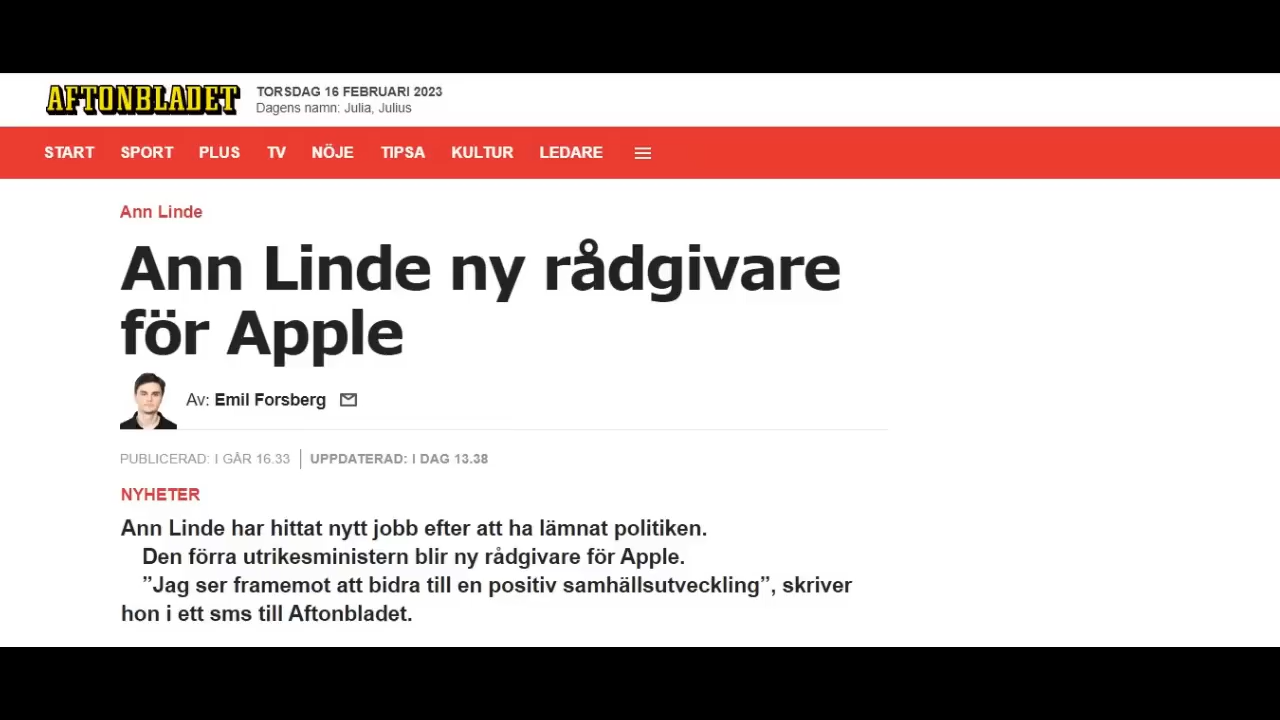 AFTONBLADET
TORSDAG 16 FEBRUARI 2023
Dagens namn: Julia, Julius
START SPORT PLUS TV NÖJE TIPSA KULTUR LEDARE
Ann Linde
Ann Linde ny rådgivare
för Apple
Av: Emil Forsberg
PUBLICERAD: I GÅR 16.33 | UPPDATERAD: I DAG 13.38
NYHETER
Ann Linde har hittat nytt jobb efter att ha lämnat politiken.
Den förra utrikesministern blir ny rådgivare för Apple.
”Jag ser framemot att bidra till en positiv samhällsutveckling”, skriver
hon i ett sms till Aftonbladet.